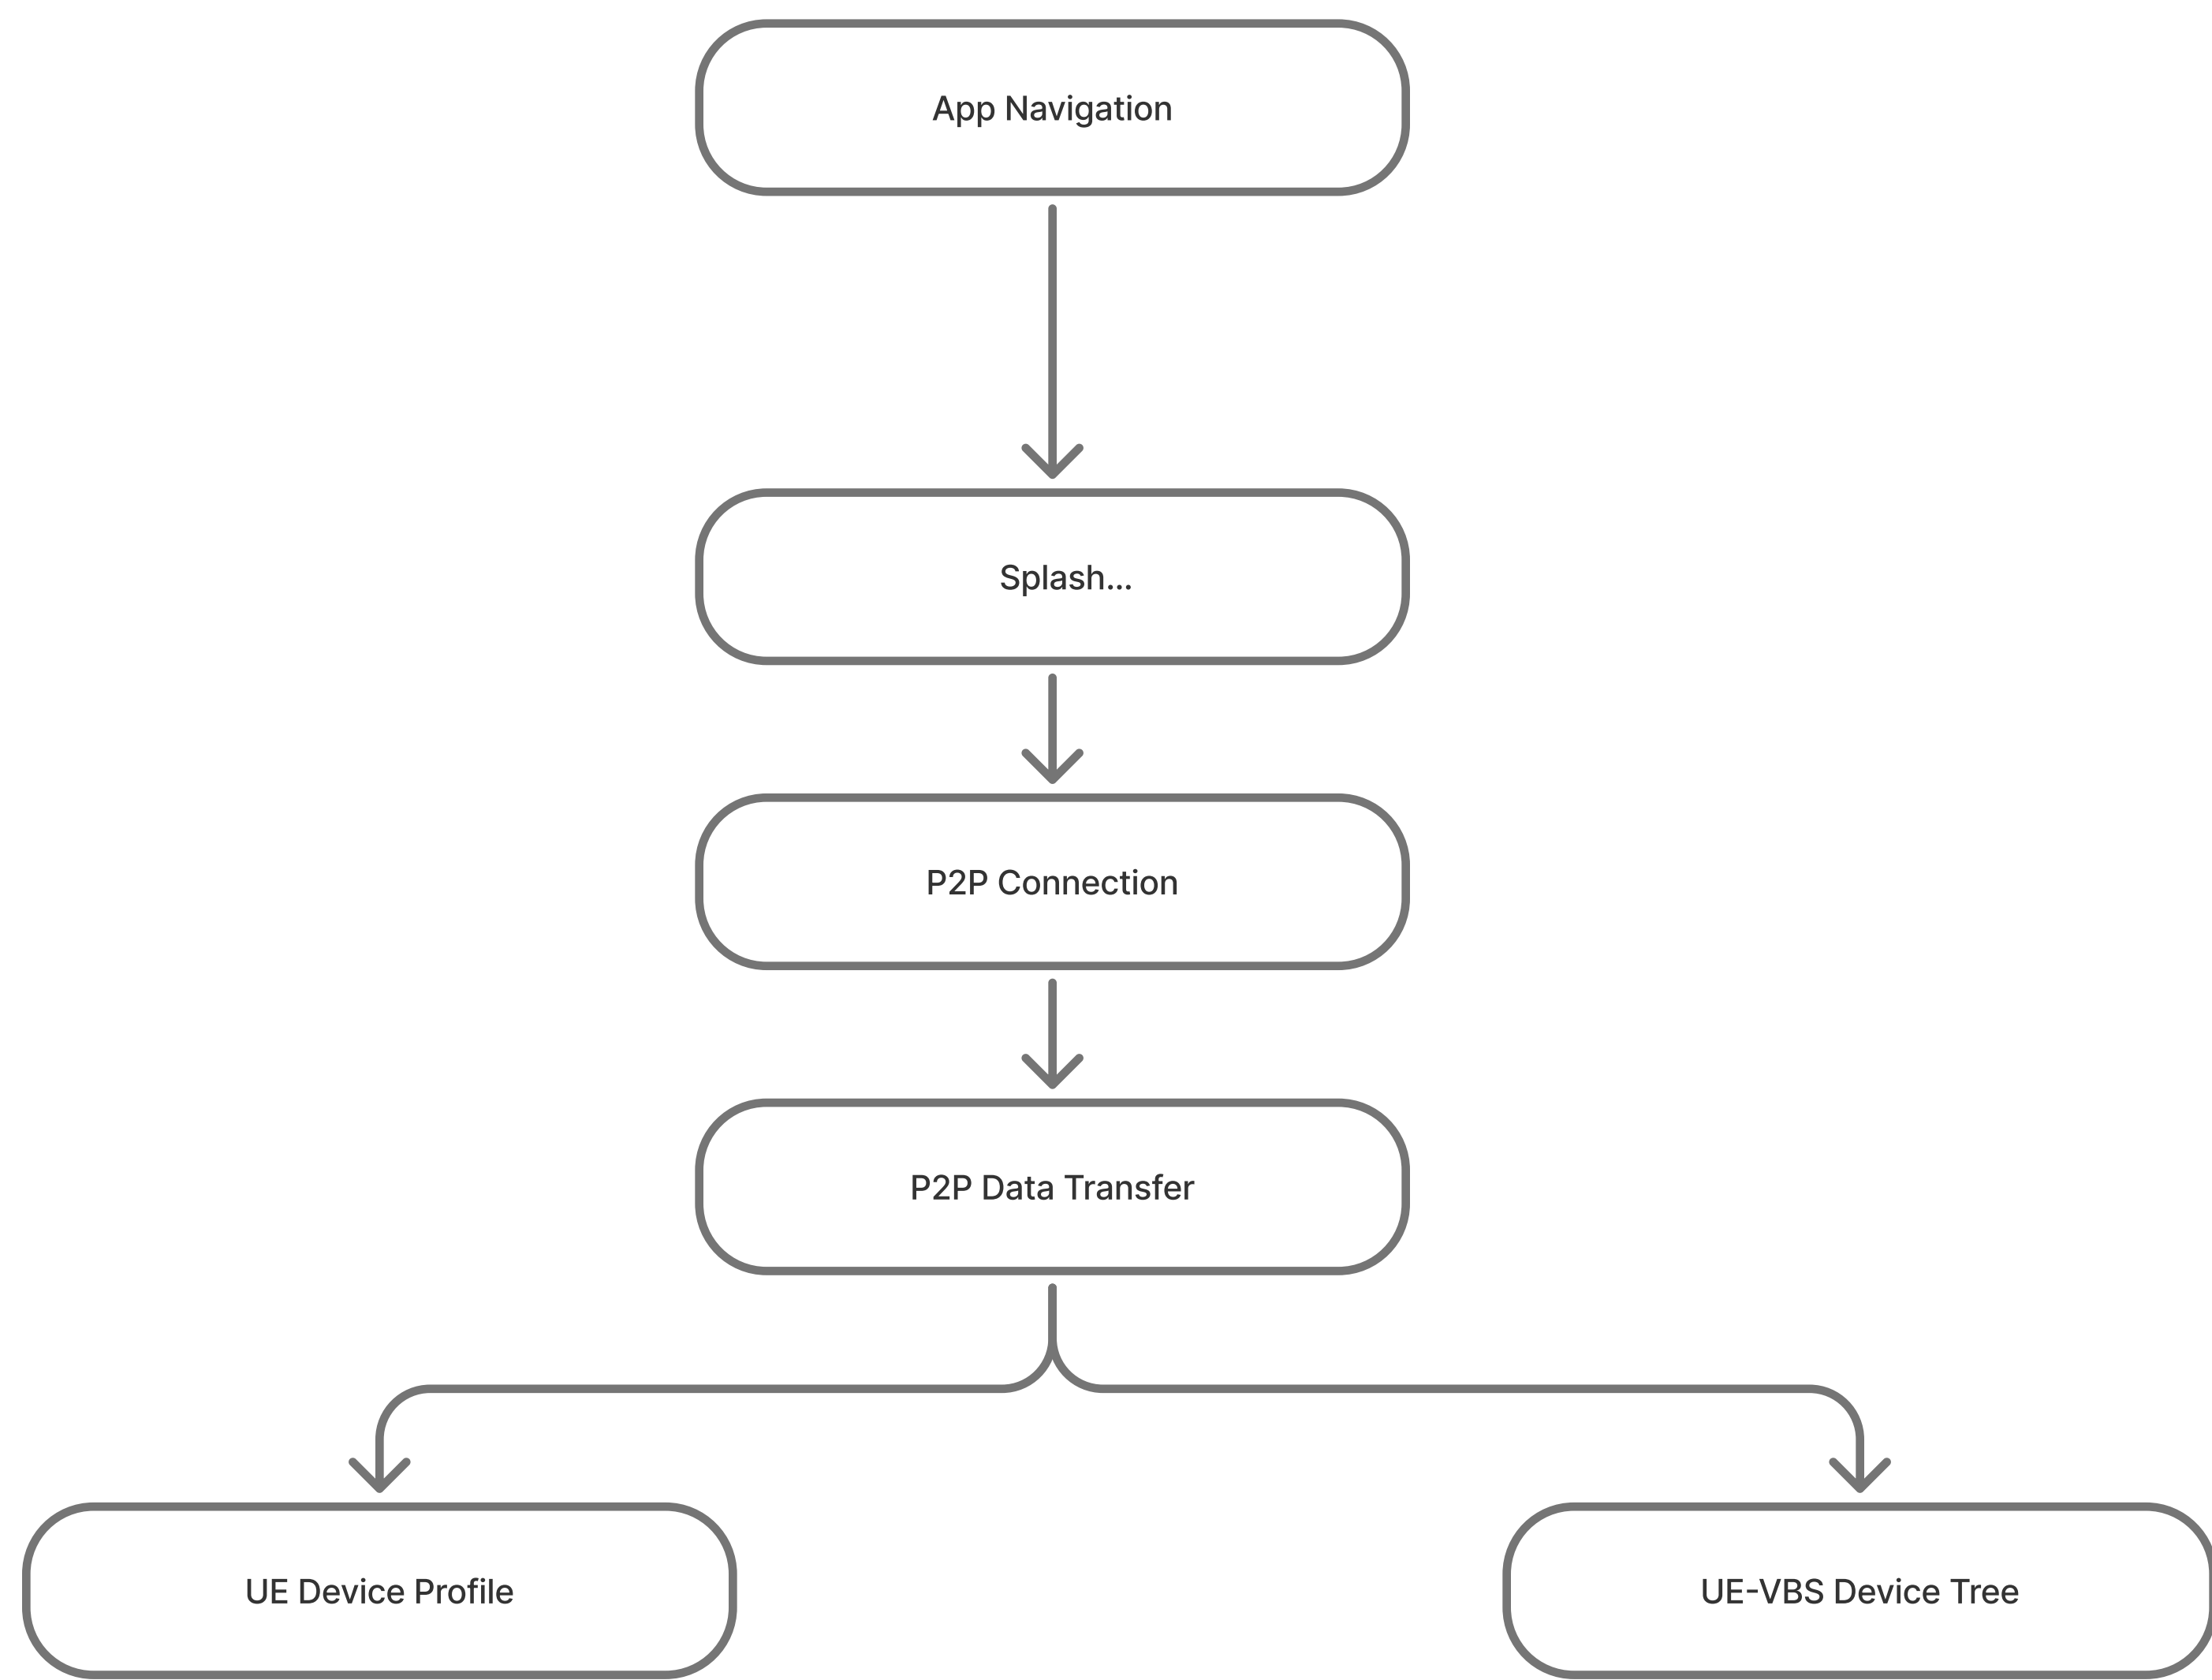 App Navigation
Splash...
P2P Connection
P2P Data Transfer
UE Device Profile
UE-VBS Device Tree